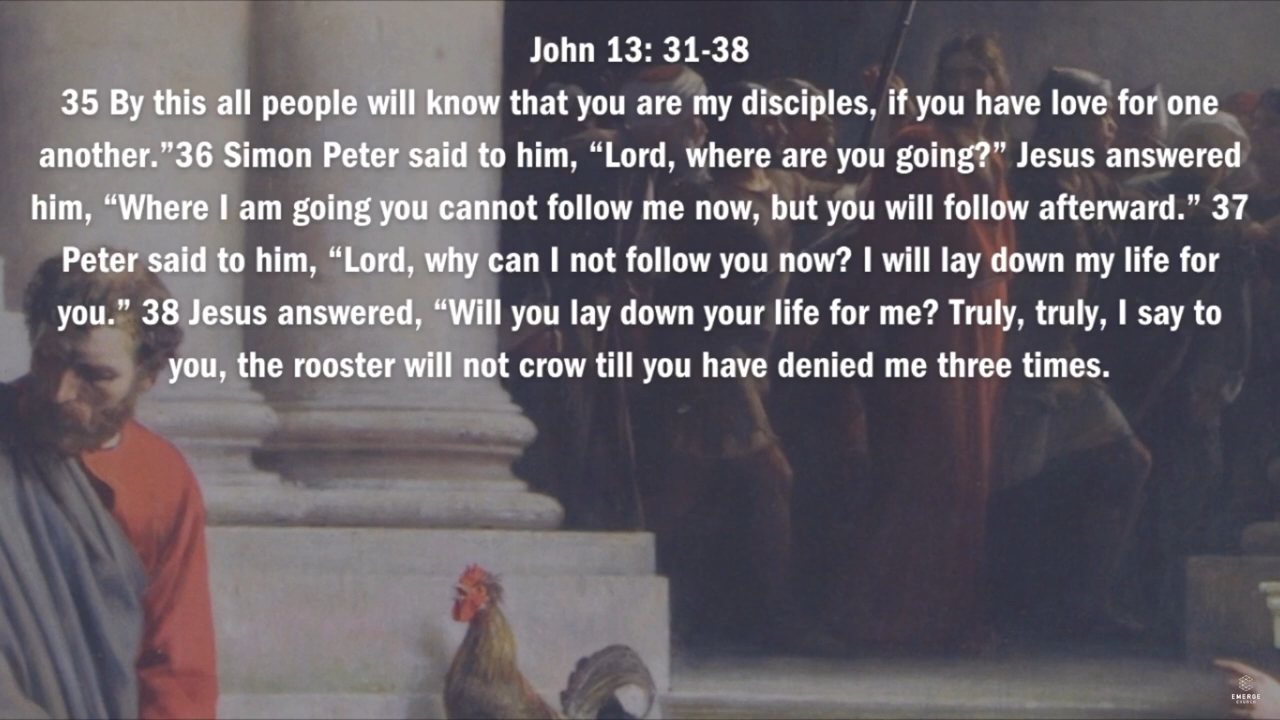 John 13: 31-38
35 By this all people will know that you are my disciples, if you have love for one
another.”36 Simon Peter said to him, “Lord, where are you going?” Jesus answered
him, “Where I am going you cannot follow me now, but you will follow afterward.” 37
Peter said to him, “Lord, why can I not follow you now? I will lay down my life for
you.” 38 Jesus answered, “Will you lay down your life for me? Truly, truly, I say to
you, the rooster will not crow till you have denied me three times.
EMERGE
CHURCH